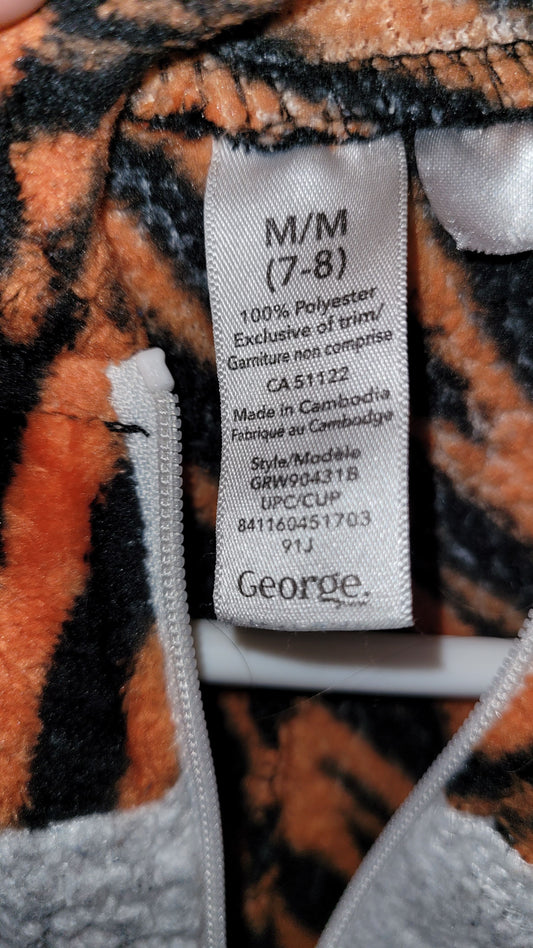 M/M
(7-8)
100% Polyester
Exclusive of trim/
Garniture non comprise
CA 51122
Made in Cambodia
Fabriqué au Cambodge
Style/Modèle
GRW90431B
UPC/CUP
841160451703
91J
George.